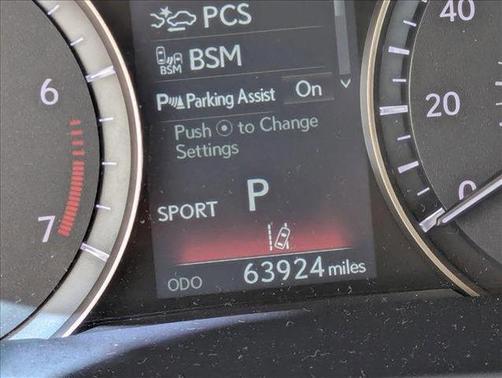 PCS
BSM BSM
P Parking Assist On
Push to Change
Settings
P
SPORT
ODO 63924 miles
6
7
40
20
0